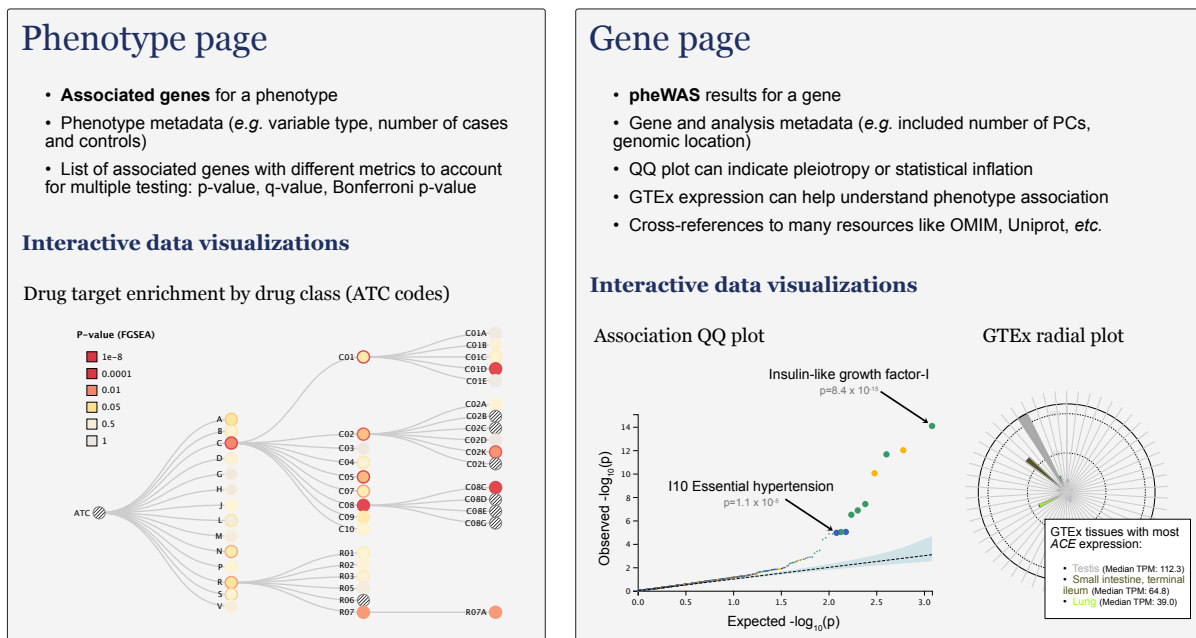 Phenotype page
• Associated genes for a phenotype
• Phenotype metadata (e.g. variable type, number of cases
and controls)
• List of associated genes with different metrics to account
for multiple testing: p-value, q-value, Bonferroni p-value
Interactive data visualizations
Drug target enrichment by drug class (ATC codes)
P-value (FGSEA)
1e-8
0.0001
0.01
0.05
0.5
1
ATC
A
B
C
D
G
H
J
L
M
N
P
R
S
V
C01
C02
C03
C04
C05
C07
C08
C09
C10
R01
R02
R03
R05
R06
R07
C01A
C01B
C01C
C01D
C01E
C02A
C02B
C02C
C02D
C02K
C02L
C08C
C08D
C08E
C08G
R07A
Gene page
• pheWAS results for a gene
• Gene and analysis metadata (e.g. included number of PCs,
genomic location)
• QQ plot can indicate pleiotropy or statistical inflation
• GTEx expression can help understand phenotype association
• Cross-references to many resources like OMIM, Uniprot, etc.
Interactive data visualizations
Association QQ plot
Insulin-like growth factor-I
p=8.4 x 10⁻¹⁵
I10 Essential hypertension
p=1.1 x 10⁻⁵
Observed -log₁₀(p)
14
12
10
8
6
4
2
0
0.0
0.5
1.0
1.5
2.0
2.5
3.0
Expected -log₁₀(p)
GTEx radial plot
GTEx tissues with most
ACE expression:
• Testis (Median TPM: 112.3)
• Small intestine, terminal
ileum (Median TPM: 64.8)
• Lung (Median TPM: 39.0)